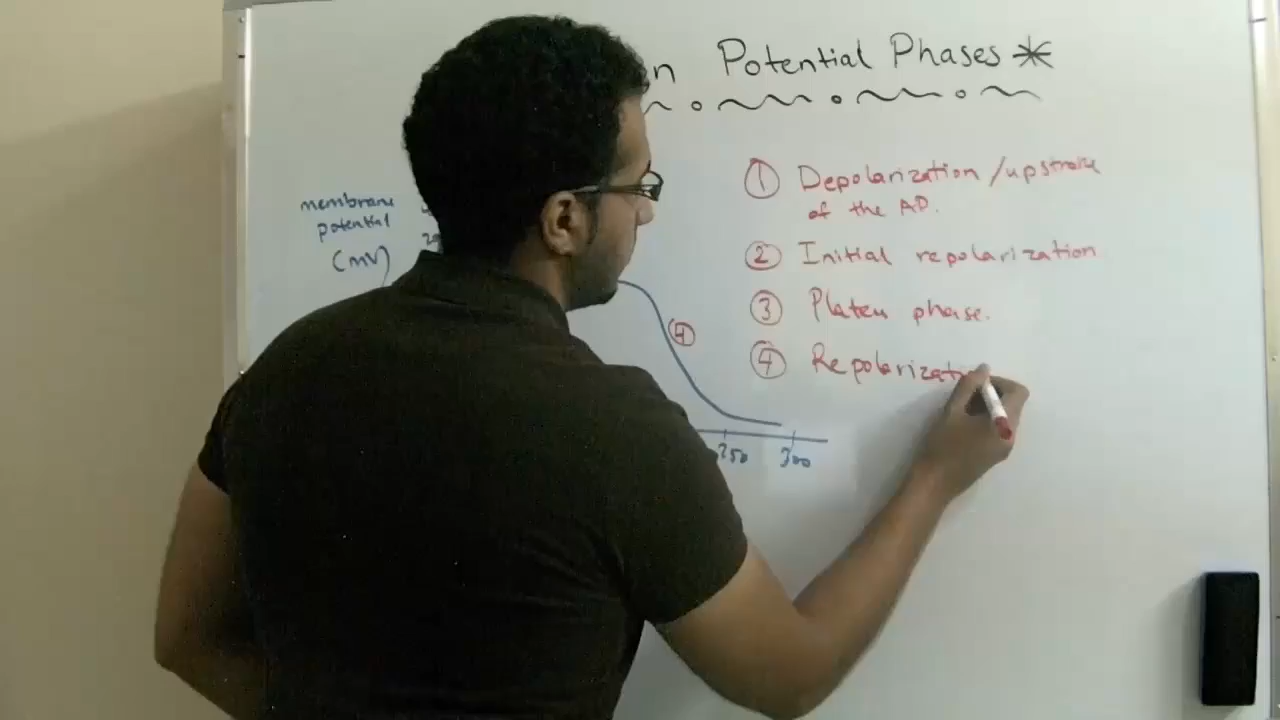 n Potential Phases *
① Depolarization / upstroke
of the AP.
② Initial repolarization
③ Plateu phase.
④ Repolarizati
membrane
potential
(mV)
④
250 300